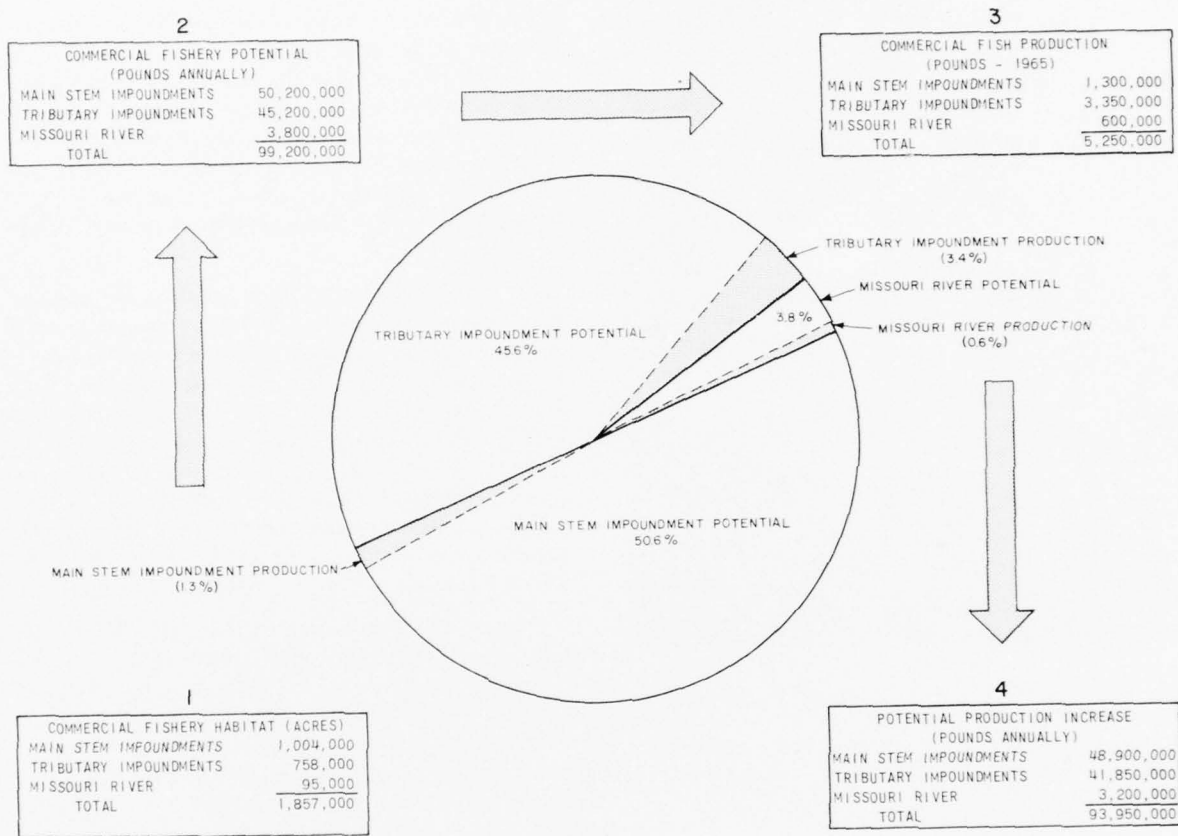 2
COMMERCIAL FISHERY POTENTIAL
(POUNDS ANNUALLY)
MAIN STEM IMPOUNDMENTS 50,200,000
TRIBUTARY IMPOUNDMENTS 45,200,000
MISSOURI RIVER 3,800,000
TOTAL 99,200,000
3
COMMERCIAL FISH PRODUCTION
(POUNDS - 1965)
MAIN STEM IMPOUNDMENTS 1,300,000
TRIBUTARY IMPOUNDMENTS 3,350,000
MISSOURI RIVER 600,000
TOTAL 5,250,000
TRIBUTARY IMPOUNDMENT PRODUCTION
(3.4%)
MISSOURI RIVER POTENTIAL
3.8%
MISSOURI RIVER PRODUCTION
(0.6%)
TRIBUTARY IMPOUNDMENT POTENTIAL
45.6%
MAIN STEM IMPOUNDMENT POTENTIAL
50.6%
MAIN STEM IMPOUNDMENT PRODUCTION
(1.3%)
1
COMMERCIAL FISHERY HABITAT (ACRES)
MAIN STEM IMPOUNDMENTS 1,004,000
TRIBUTARY IMPOUNDMENTS 758,000
MISSOURI RIVER 95,000
TOTAL 1,857,000
4
POTENTIAL PRODUCTION INCREASE
(POUNDS ANNUALLY)
MAIN STEM IMPOUNDMENTS 48,900,000
TRIBUTARY IMPOUNDMENTS 41,850,000
MISSOURI RIVER 3,200,000
TOTAL 93,950,000